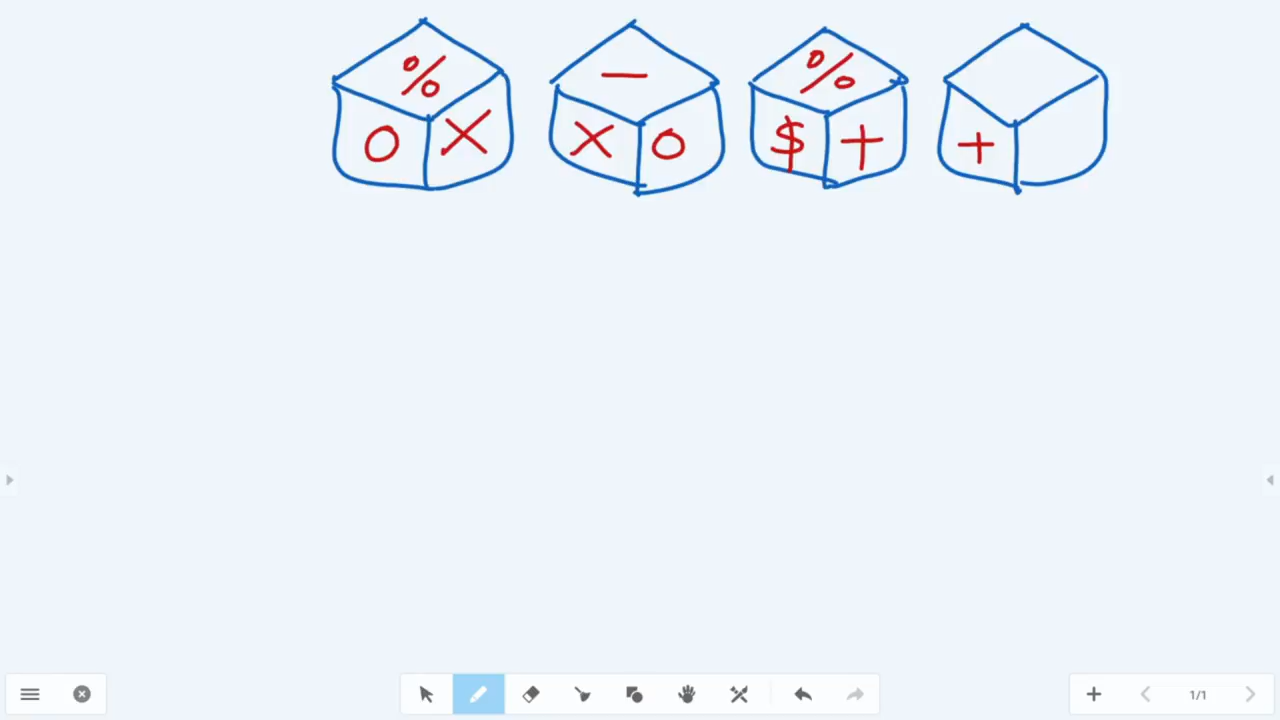 % — %
O X X O $ + +
1/1